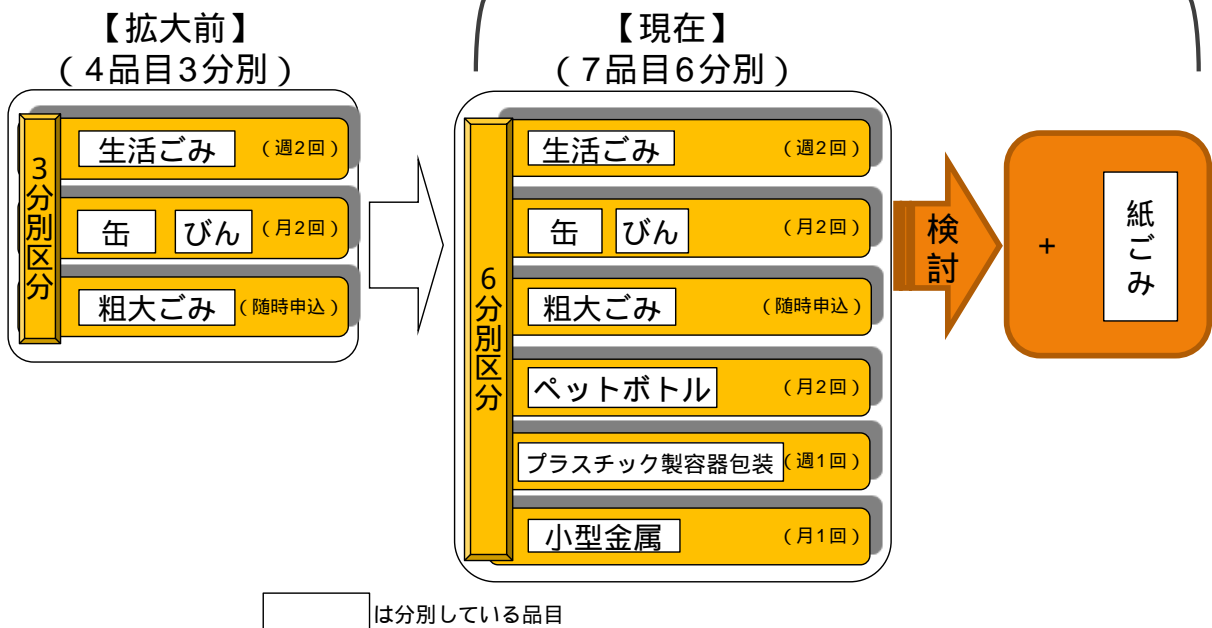 【拡大前】
（4品目3分別）
3分別区分
生活ごみ （週2回）
缶 びん （月2回）
粗大ごみ （随時申込）
【現在】
（7品目6分別）
6分別区分
生活ごみ （週2回）
缶 びん （月2回）
粗大ごみ （随時申込）
ペットボトル （月2回）
プラスチック製容器包装 （週1回）
小型金属 （月1回）
検討
+ 紙ごみ
は分別している品目